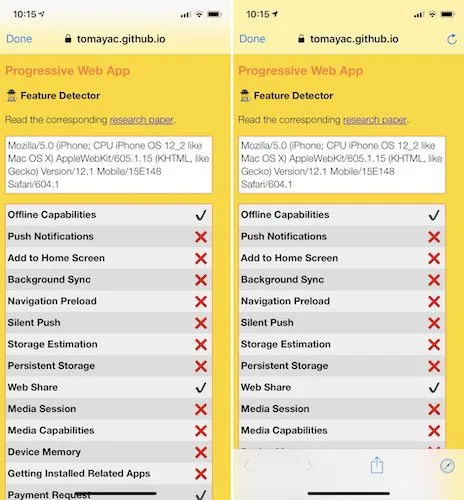 10:15
Done
tomayac.github.io
Progressive Web App
Feature Detector
Read the corresponding research paper.
Mozilla/5.0 (iPhone; CPU iPhone OS 12_2 like
Mac OS X) AppleWebKit/605.1.15 (KHTML, like
Gecko) Version/12.1 Mobile/15E148
Safari/604.1
Offline Capabilities
Push Notifications
Add to Home Screen
Background Sync
Navigation Preload
Silent Push
Storage Estimation
Persistent Storage
Web Share
Media Session
Media Capabilities
Device Memory
Getting Installed Related Apps
Payment Request
10:15
Done
tomayac.github.io
Progressive Web App
Feature Detector
Read the corresponding research paper.
Mozilla/5.0 (iPhone; CPU iPhone OS 12_2 like
Mac OS X) AppleWebKit/605.1.15 (KHTML, like
Gecko) Version/12.1 Mobile/15E148
Safari/604.1
Offline Capabilities
Push Notifications
Add to Home Screen
Background Sync
Navigation Preload
Silent Push
Storage Estimation
Persistent Storage
Web Share
Media Session
Media Capabilities